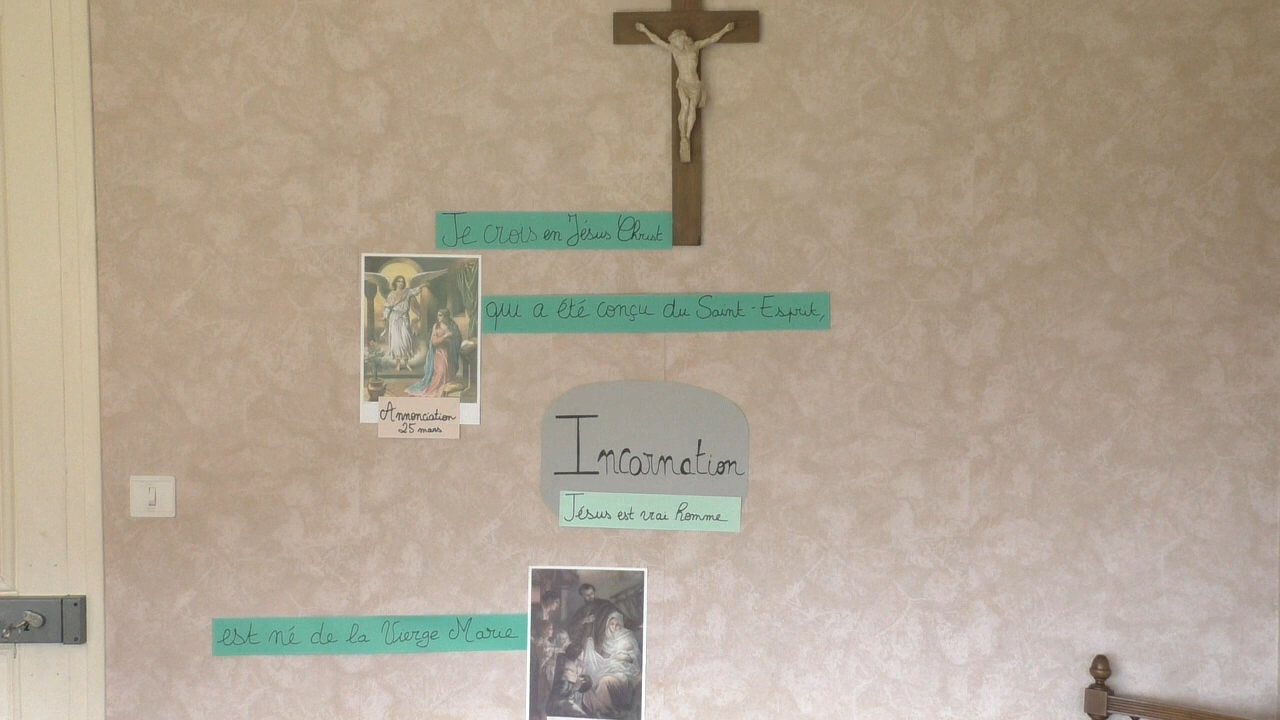 Je crois en Jésus Christ
qui a été conçu du Saint-Esprit,
Annonciation
25 mars
Incarnation
Jésus est vrai homme
est né de la Vierge Marie